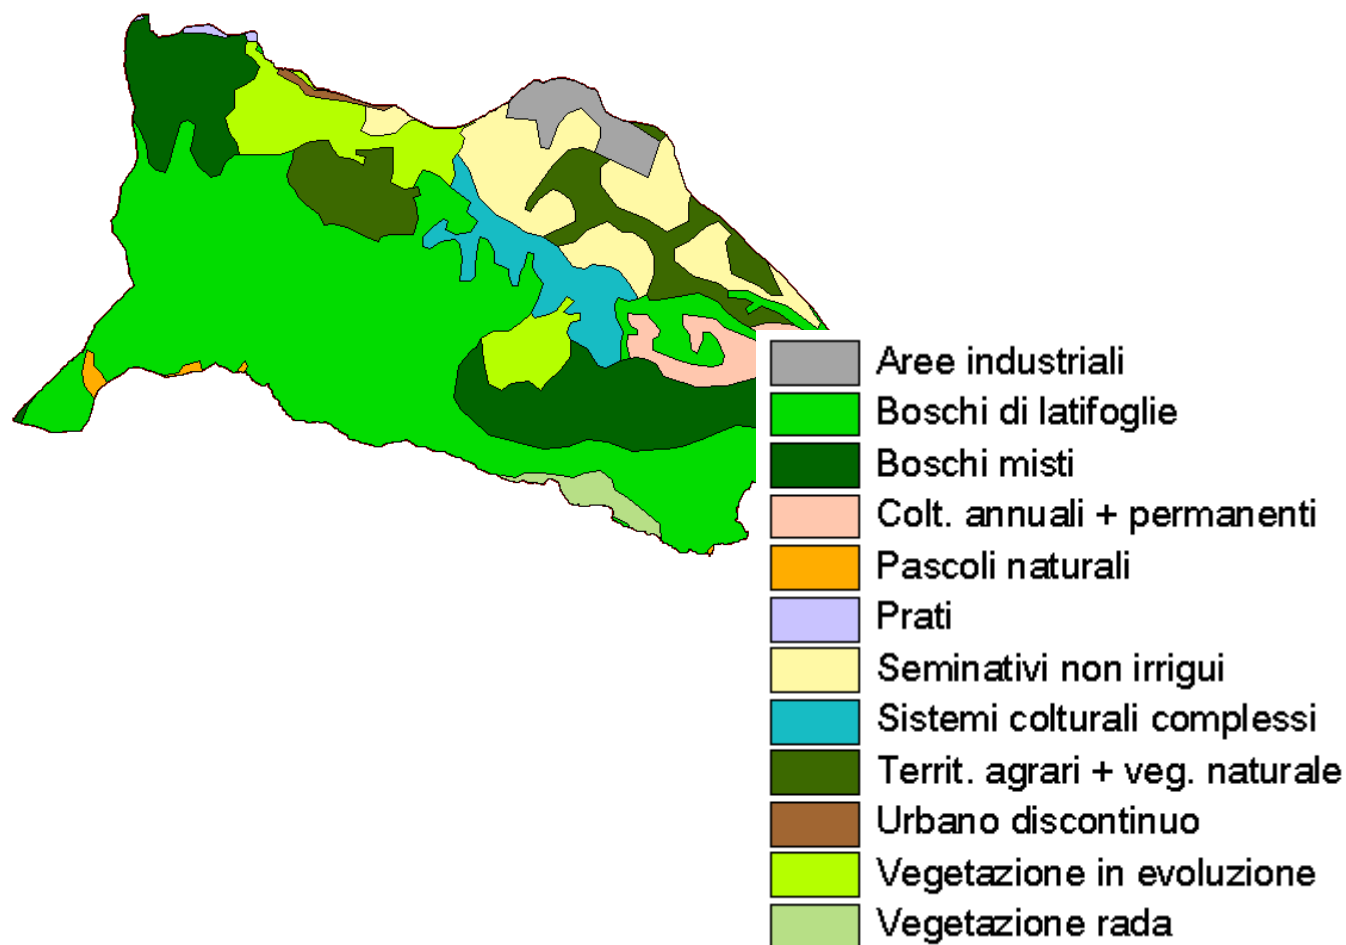 Aree industriali
Boschi di latifoglie
Boschi misti
Colt. annuali + permanenti
Pascoli naturali
Prati
Seminativi non irrigui
Sistemi colturali complessi
Territ. agrari + veg. naturale
Urbano discontinuo
Vegetazione in evoluzione
Vegetazione rada